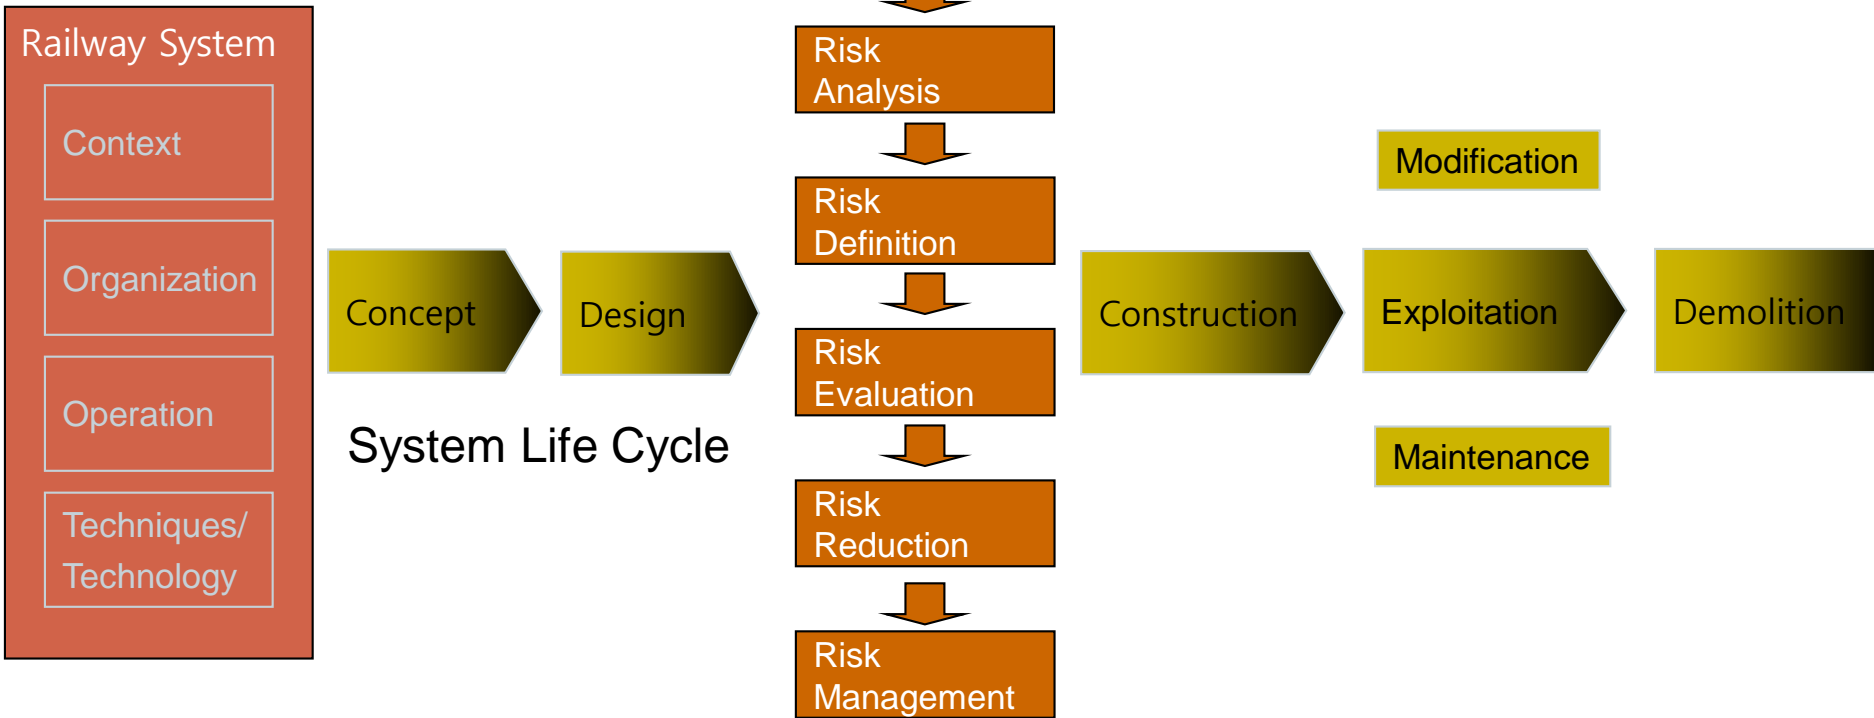 Railway System
Context
Organization
Operation
Techniques/
Technology
Concept
Design
System Life Cycle
Risk
Analysis
Risk
Definition
Risk
Evaluation
Risk
Reduction
Risk
Management
Construction
Modification
Exploitation
Maintenance
Demolition